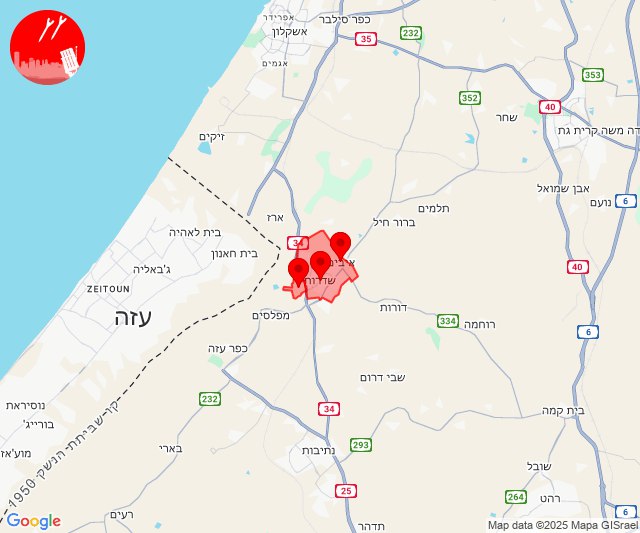 כפר סילבר
אפרידר
אשקלון
אגמים
232
35
353
352
40
שחר
דה משה
קרית גת
זיקים
אבן שמואל
נועם
6
תלמים
ברור חיל
ארז
בית לאהיה
34
בית חאנון
ג'באליה
איבים
40
שדרות
ZEITOUN
עזה
מפלסים
דורות
334
רוחמה
6
כפר עזה
שבי דרום
232
34
נוסיראת
בית קמה
בורייג'
קו שביתת הנשק 1950
293
בארי
נתיבות
מוע'אזי
שובל
25
264
רהט
רעים
תדהר
Google
Map data ©2025 Mapa GISrael